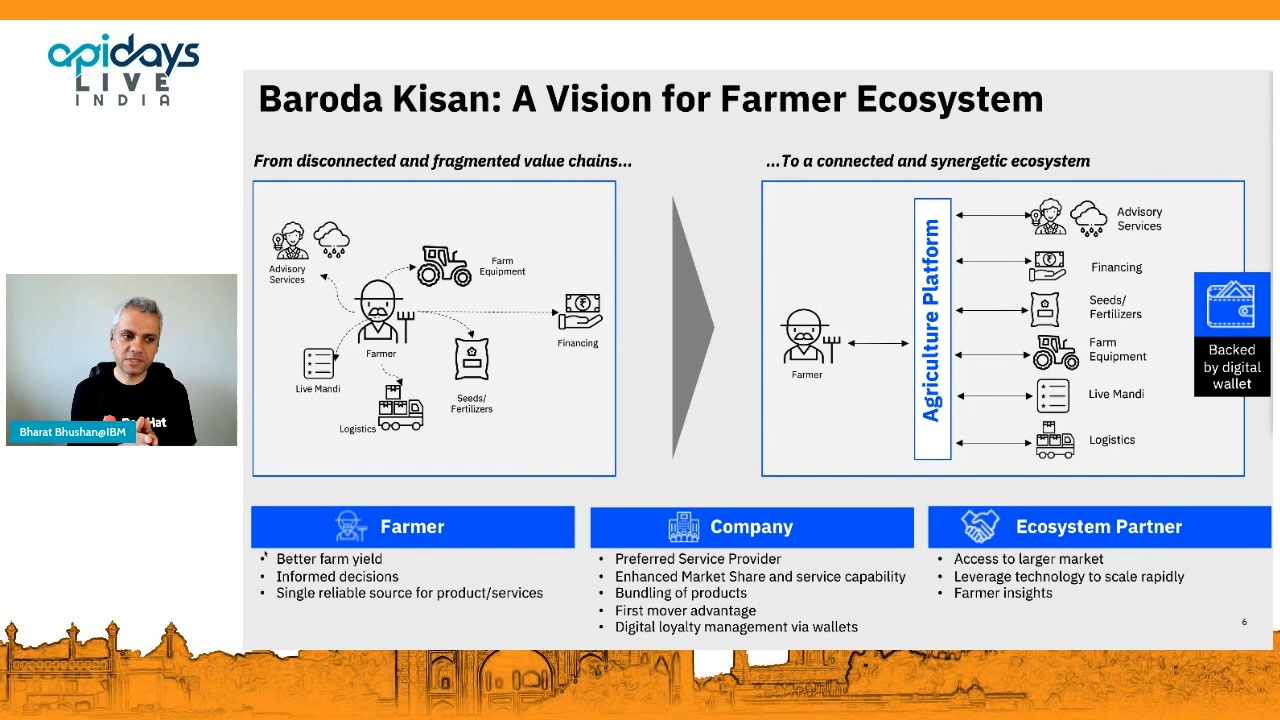 apidays
LIVE
INDIA
Baroda Kisan: A Vision for Farmer Ecosystem
From disconnected and fragmented value chains...
...To a connected and synergetic ecosystem
Advisory
Services
Farm
Equipment
Farmer
Financing
Live Mandi
Seeds/
Fertilizers
Logistics
Farmer
Agriculture Platform
Advisory
Services
Financing
Seeds/
Fertilizers
Farm
Equipment
Live Mandi
Logistics
Backed
by digital
wallet
Bharat Bhushan@IBM
Farmer
• Better farm yield
• Informed decisions
• Single reliable source for product/services
Company
• Preferred Service Provider
• Enhanced Market Share and service capability
• Bundling of products
• First mover advantage
• Digital loyalty management via wallets
Ecosystem Partner
• Access to larger market
• Leverage technology to scale rapidly
• Farmer insights
6